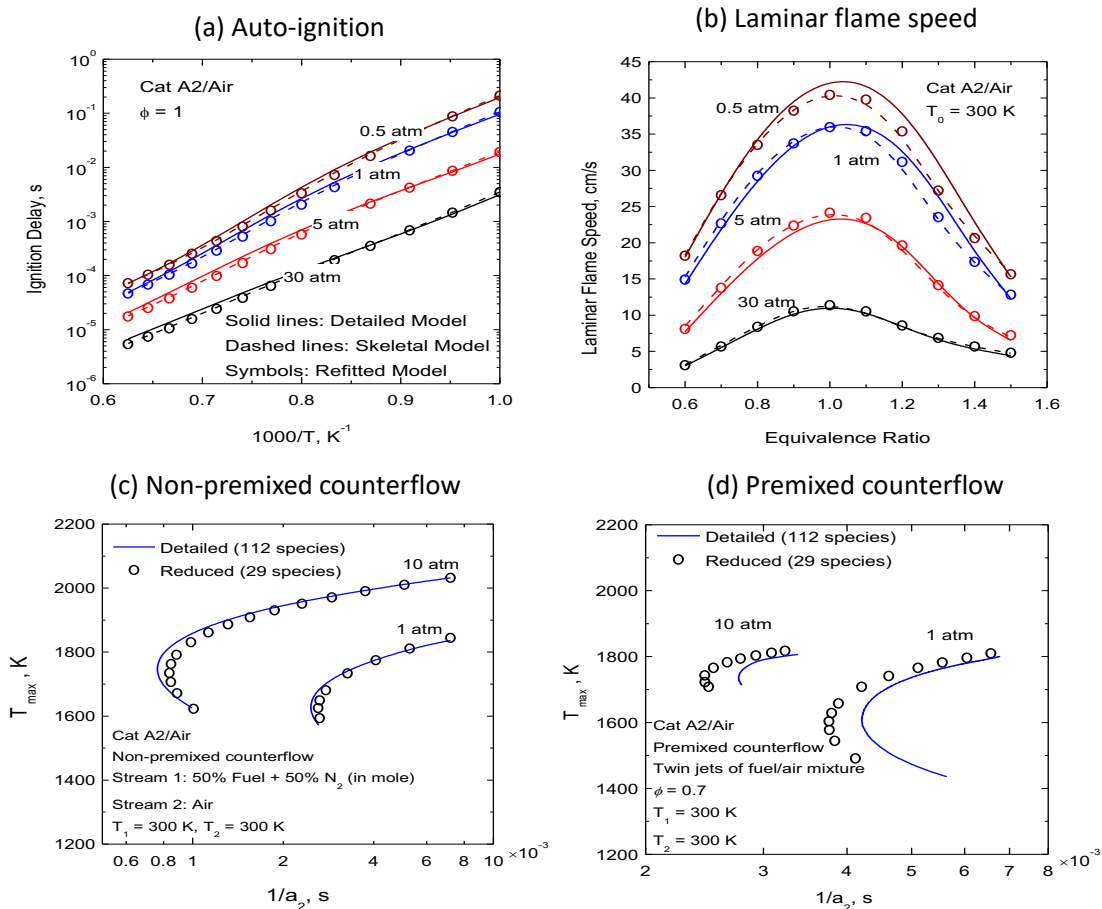 (a) Auto-ignition
Ignition Delay, s
10^0
10^-1
10^-2
10^-3
10^-4
10^-5
10^-6
Cat A2/Air
ϕ = 1
0.5 atm
1 atm
5 atm
30 atm
Solid lines: Detailed Model
Dashed lines: Skeletal Model
Symbols: Refitted Model
0.6 0.7 0.8 0.9 1.0
1000/T, K^-1
(b) Laminar flame speed
Laminar Flame Speed, cm/s
45
40
35
30
25
20
15
10
5
0
Cat A2/Air
T_0 = 300 K
0.5 atm
1 atm
5 atm
30 atm
0.6 0.8 1.0 1.2 1.4 1.6
Equivalence Ratio
(c) Non-premixed counterflow
T_max, K
2200
2000
1800
1600
1400
1200
Detailed (112 species)
Reduced (29 species)
10 atm
1 atm
Cat A2/Air
Non-premixed counterflow
Stream 1: 50% Fuel + 50% N_2 (in mole)
Stream 2: Air
T_1 = 300 K, T_2 = 300 K
0.6 0.8 1 2 4 6 8 10 ×10^-3
1/a_2, s
(d) Premixed counterflow
T_max, K
2200
2000
1800
1600
1400
1200
Detailed (112 species)
Reduced (29 species)
10 atm
1 atm
Cat A2/Air
Premixed counterflow
Twin jets of fuel/air mixture
ϕ = 0.7
T_1 = 300 K
T_2 = 300 K
2 3 4 5 6 7 8 ×10^-3
1/a_2, s